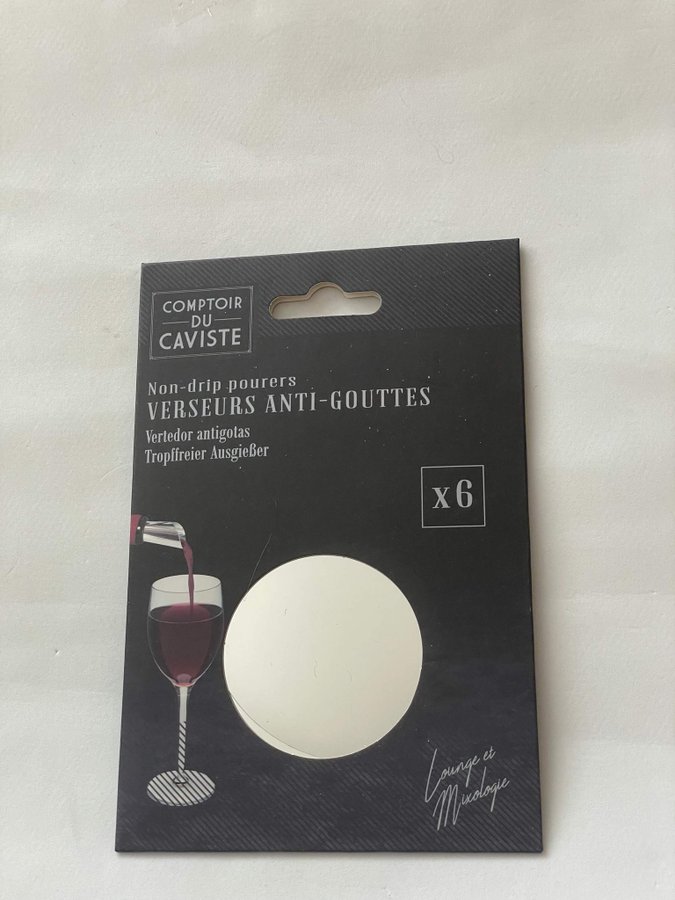 COMPTOIR
DU
CAVISTE
Non-drip pourers
VERSEURS ANTI-GOUTTES
Vertedor antigotas
Tropffreier Ausgießer
x6
Lounge et
Mixologie